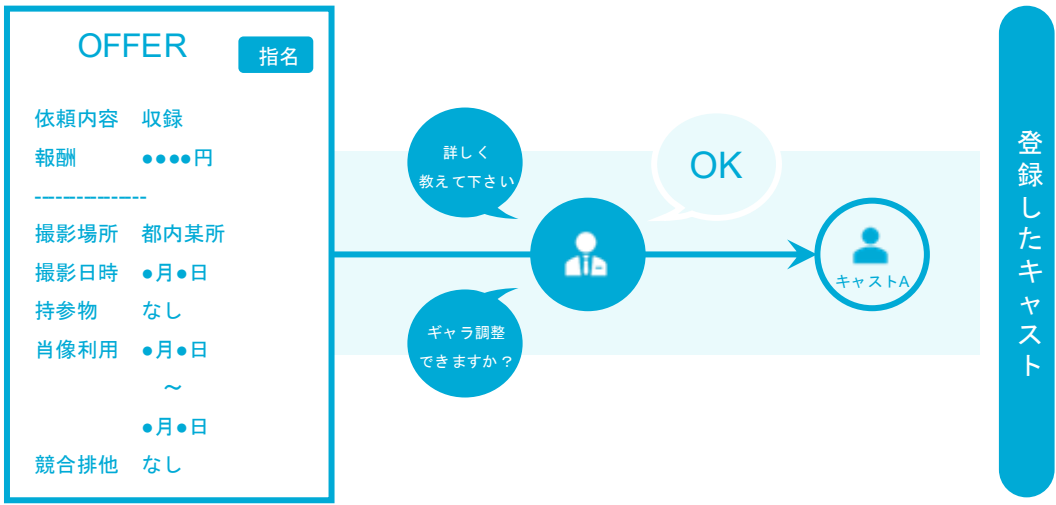 OFFER
指名
依頼内容 収録
報酬 ●●●●円
----------------
撮影場所 都内某所
撮影日時 ●月●日
持参物 なし
肖像利用 ●月●日
～
●月●日
競合排他 なし
詳しく
教えて下さい
OK
ギャラ調整
できますか？
キャストA
登録したキャスト